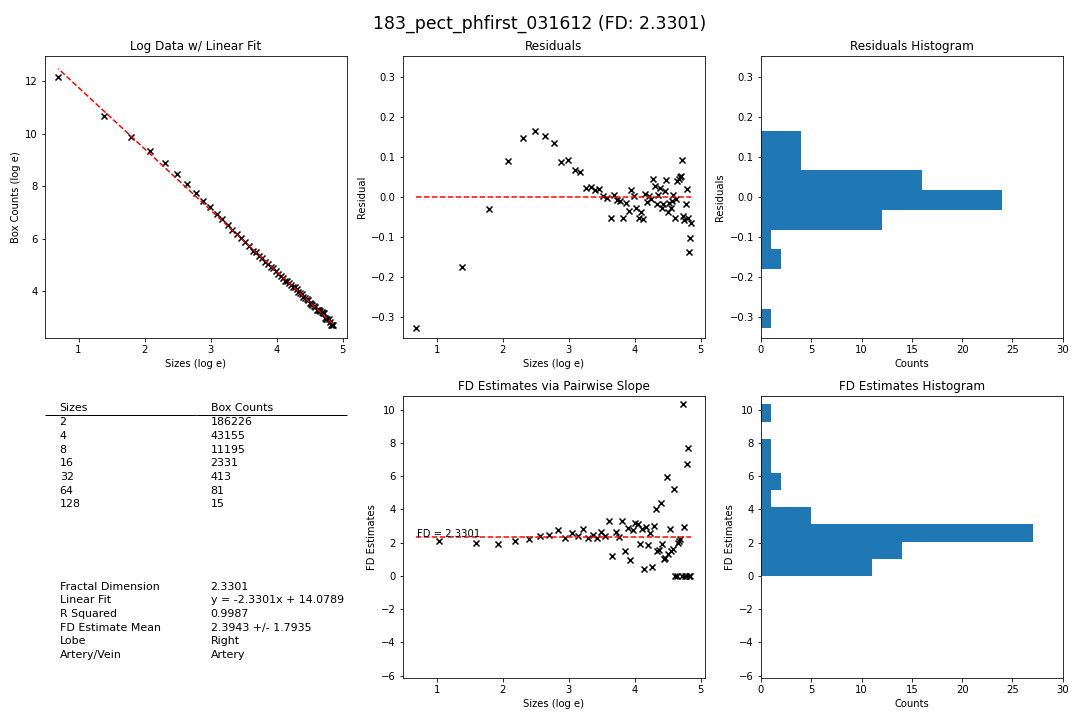 183_pect_phfirst_031612 (FD: 2.3301)
Log Data w/ Linear Fit
Box Counts (log e)
12
10
8
6
4
1 2 3 4 5
Sizes (log e)
Residuals
Residual
0.3
0.2
0.1
0.0
−0.1
−0.2
−0.3
1 2 3 4 5
Sizes (log e)
Residuals Histogram
Residuals
0.3
0.2
0.1
0.0
−0.1
−0.2
−0.3
0 5 10 15 20 25 30
Counts
Sizes Box Counts
2 186226
4 43155
8 11195
16 2331
32 413
64 81
128 15
Fractal Dimension 2.3301
Linear Fit y = -2.3301x + 14.0789
R Squared 0.9987
FD Estimate Mean 2.3943 +/- 1.7935
Lobe Right
Artery/Vein Artery
FD Estimates via Pairwise Slope
FD Estimates
10
8
6
4
2
0
−2
−4
−6
FD = 2.3301
1 2 3 4 5
Sizes (log e)
FD Estimates Histogram
FD Estimates
10
8
6
4
2
0
−2
−4
−6
0 5 10 15 20 25 30
Counts